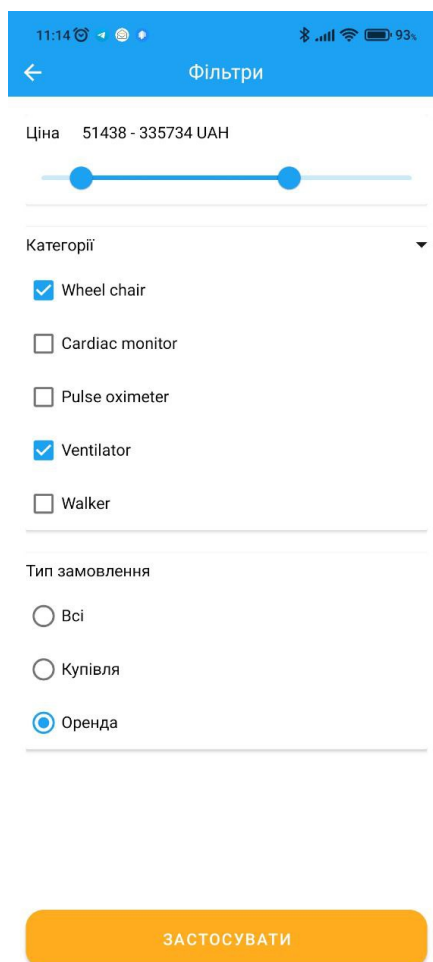 11:14 93%
Фільтри
Ціна 51438 - 335734 UAH
Категорії
Wheel chair
Cardiac monitor
Pulse oximeter
Ventilator
Walker
Тип замовлення
Всі
Купівля
Оренда
ЗАСТОСУВАТИ